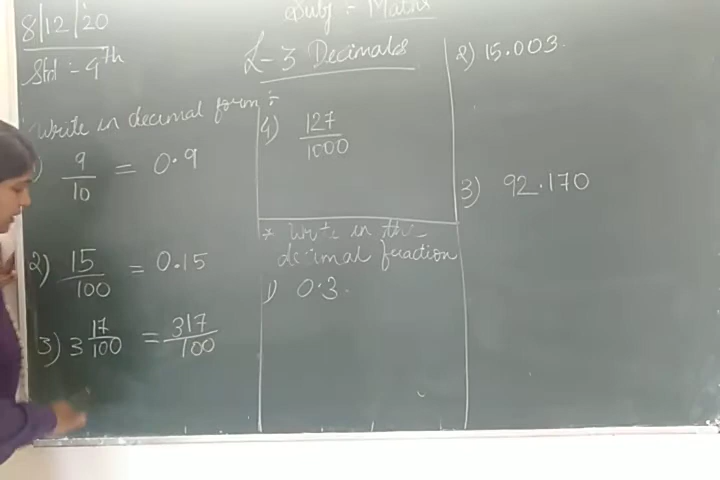 8/12/'20
Subj :- Maths
Std :- 4th
L-3 Decimals
Write in decimal form :-
9/10 = 0.9
2) 15/100 = 0.15
3) 3 17/100 = 317/100
4) 127/1000
* Write in the decimal fraction
1) 0.3.
2) 15.003.
3) 92.170